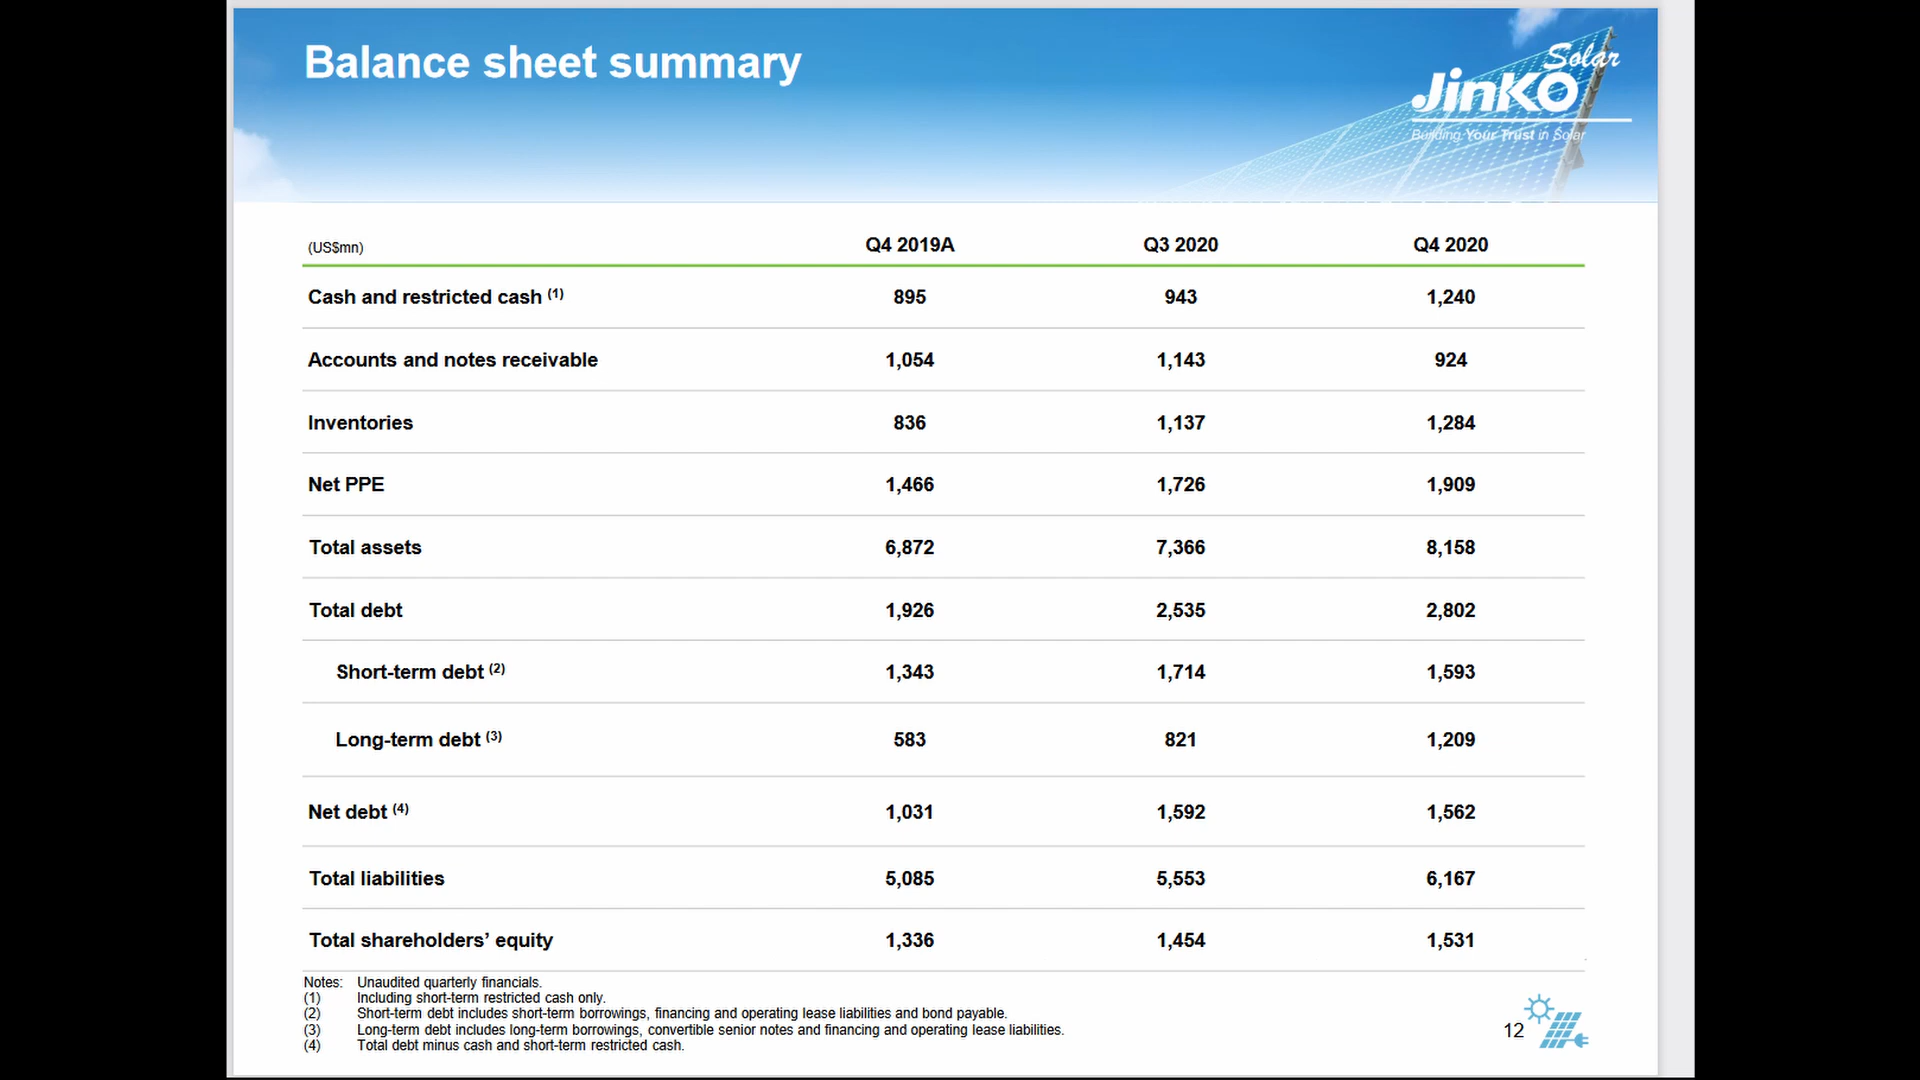 Balance sheet summary
Solar
JinKO
Building Your Trust in Solar
(US$mn) Q4 2019A Q3 2020 Q4 2020
Cash and restricted cash (1) 895 943 1,240
Accounts and notes receivable 1,054 1,143 924
Inventories 836 1,137 1,284
Net PPE 1,466 1,726 1,909
Total assets 6,872 7,366 8,158
Total debt 1,926 2,535 2,802
Short-term debt (2) 1,343 1,714 1,593
Long-term debt (3) 583 821 1,209
Net debt (4) 1,031 1,592 1,562
Total liabilities 5,085 5,553 6,167
Total shareholders’ equity 1,336 1,454 1,531
Notes: Unaudited quarterly financials.
(1) Including short-term restricted cash only.
(2) Short-term debt includes short-term borrowings, financing and operating lease liabilities and bond payable.
(3) Long-term debt includes long-term borrowings, convertible senior notes and financing and operating lease liabilities.
(4) Total debt minus cash and short-term restricted cash.
12